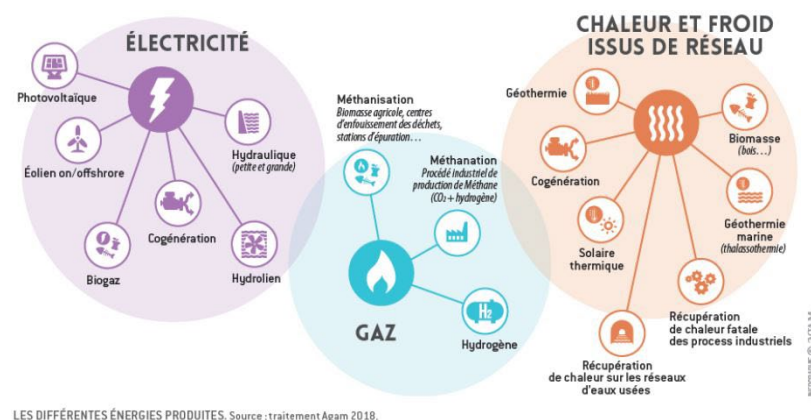 ÉLECTRICITÉ
Photovoltaïque
Éolien on/offshrore
Biogaz
Cogénération
Hydrolien
Hydraulique
(petite et grande)
Méthanisation
Biomasse agricole, centres
d'enfouissement des déchets,
stations d'épuration…
Méthanation
Procédé industriel de
production de Méthane
(CO₂ + hydrogène)
H2
Hydrogène
GAZ
CHALEUR ET FROID
ISSUS DE RÉSEAU
Géothermie
Cogénération
Solaire
thermique
Récupération
de chaleur sur les réseaux
d'eaux usées
Récupération
de chaleur fatale
des process industriels
Géothermie
marine
(thalassothermie)
Biomasse
(bois…)
LES DIFFÉRENTES ÉNERGIES PRODUITES. Source : traitement Agam 2018.